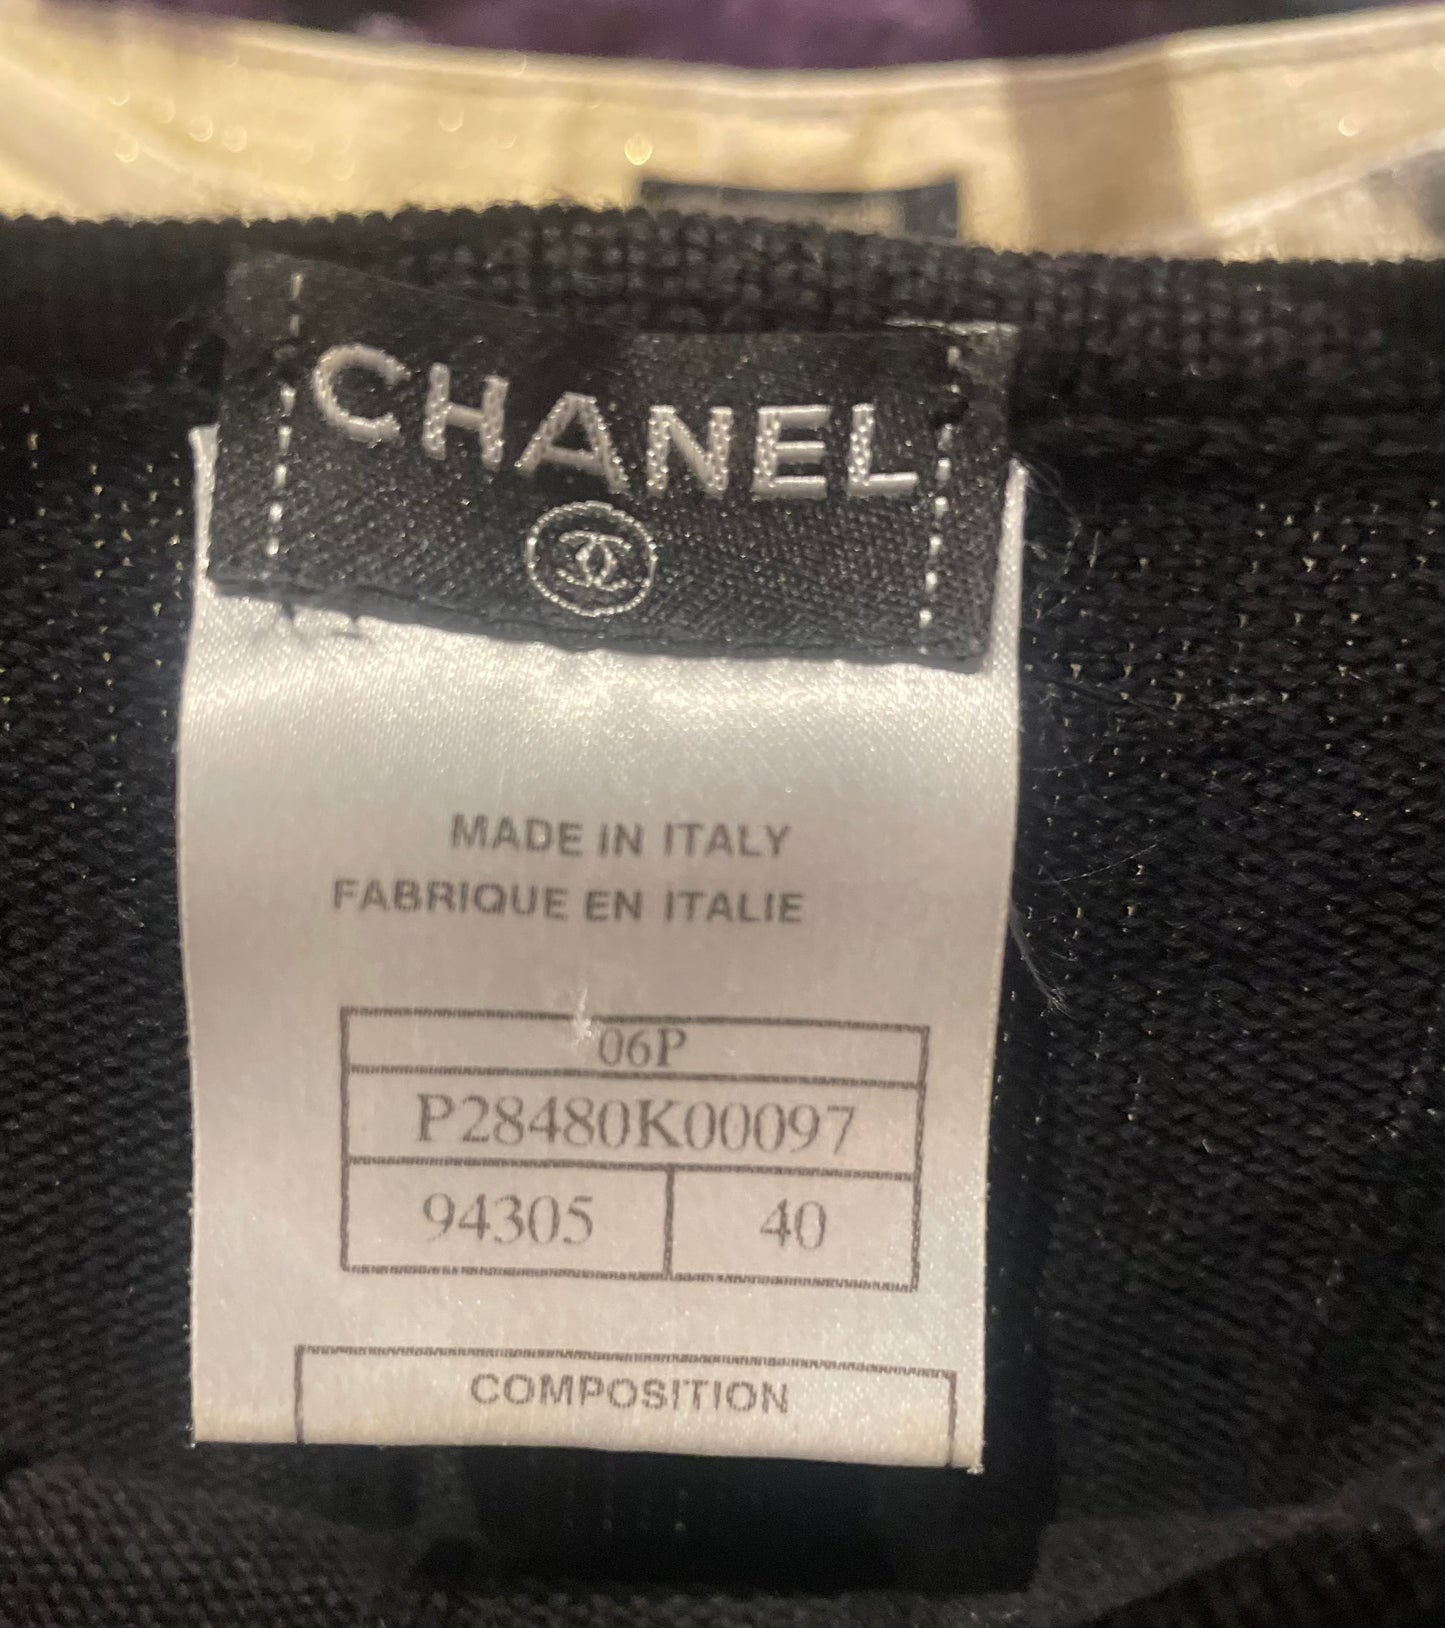 CHANEL
MADE IN ITALY
FABRIQUE EN ITALIE
06P
P28480K00097
94305 40
COMPOSITION